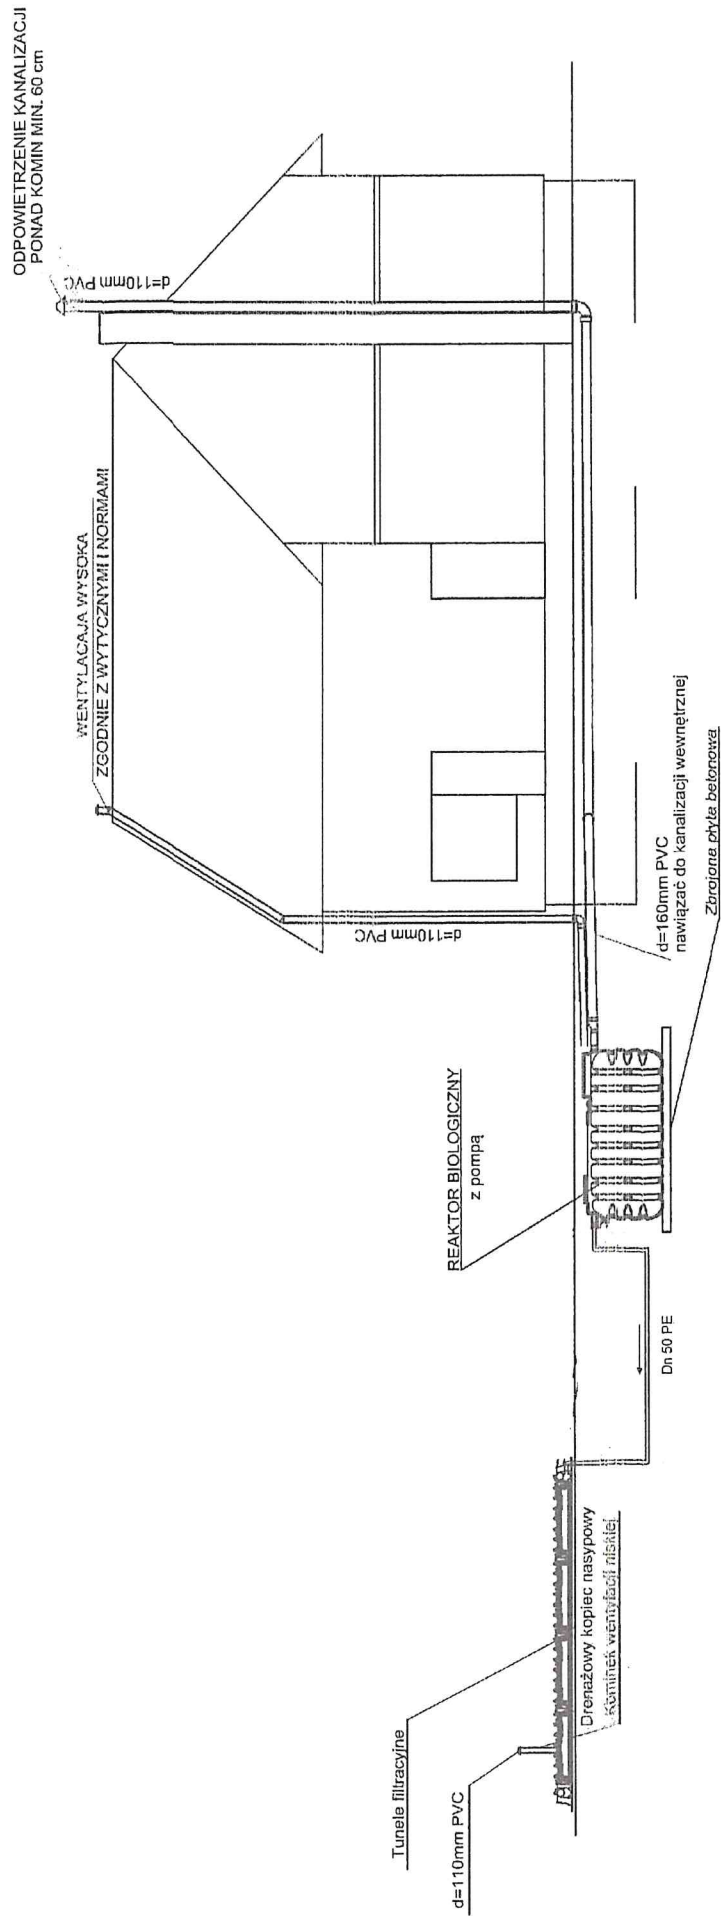 ODPOWIETRZENIE KANALIZACJI
PONAD KOMIN MIN. 60 cm
d=110mm PVC
WENTYLACAJA WYSOKA
ZGODNIE Z WYTYCZNYMI I NORMAMI
d=110mm PVC
d=160mm PVC
nawiązać do kanalizacji wewnętrznej
Zbrojona płyta betonowa
REAKTOR BIOLOGICZNY
z pompą
Dn 50 PE
Tunele filtracyjne
d=110mm PVC
Drenażowy kopiec nasypowy
Kominek wentylacji niskiej